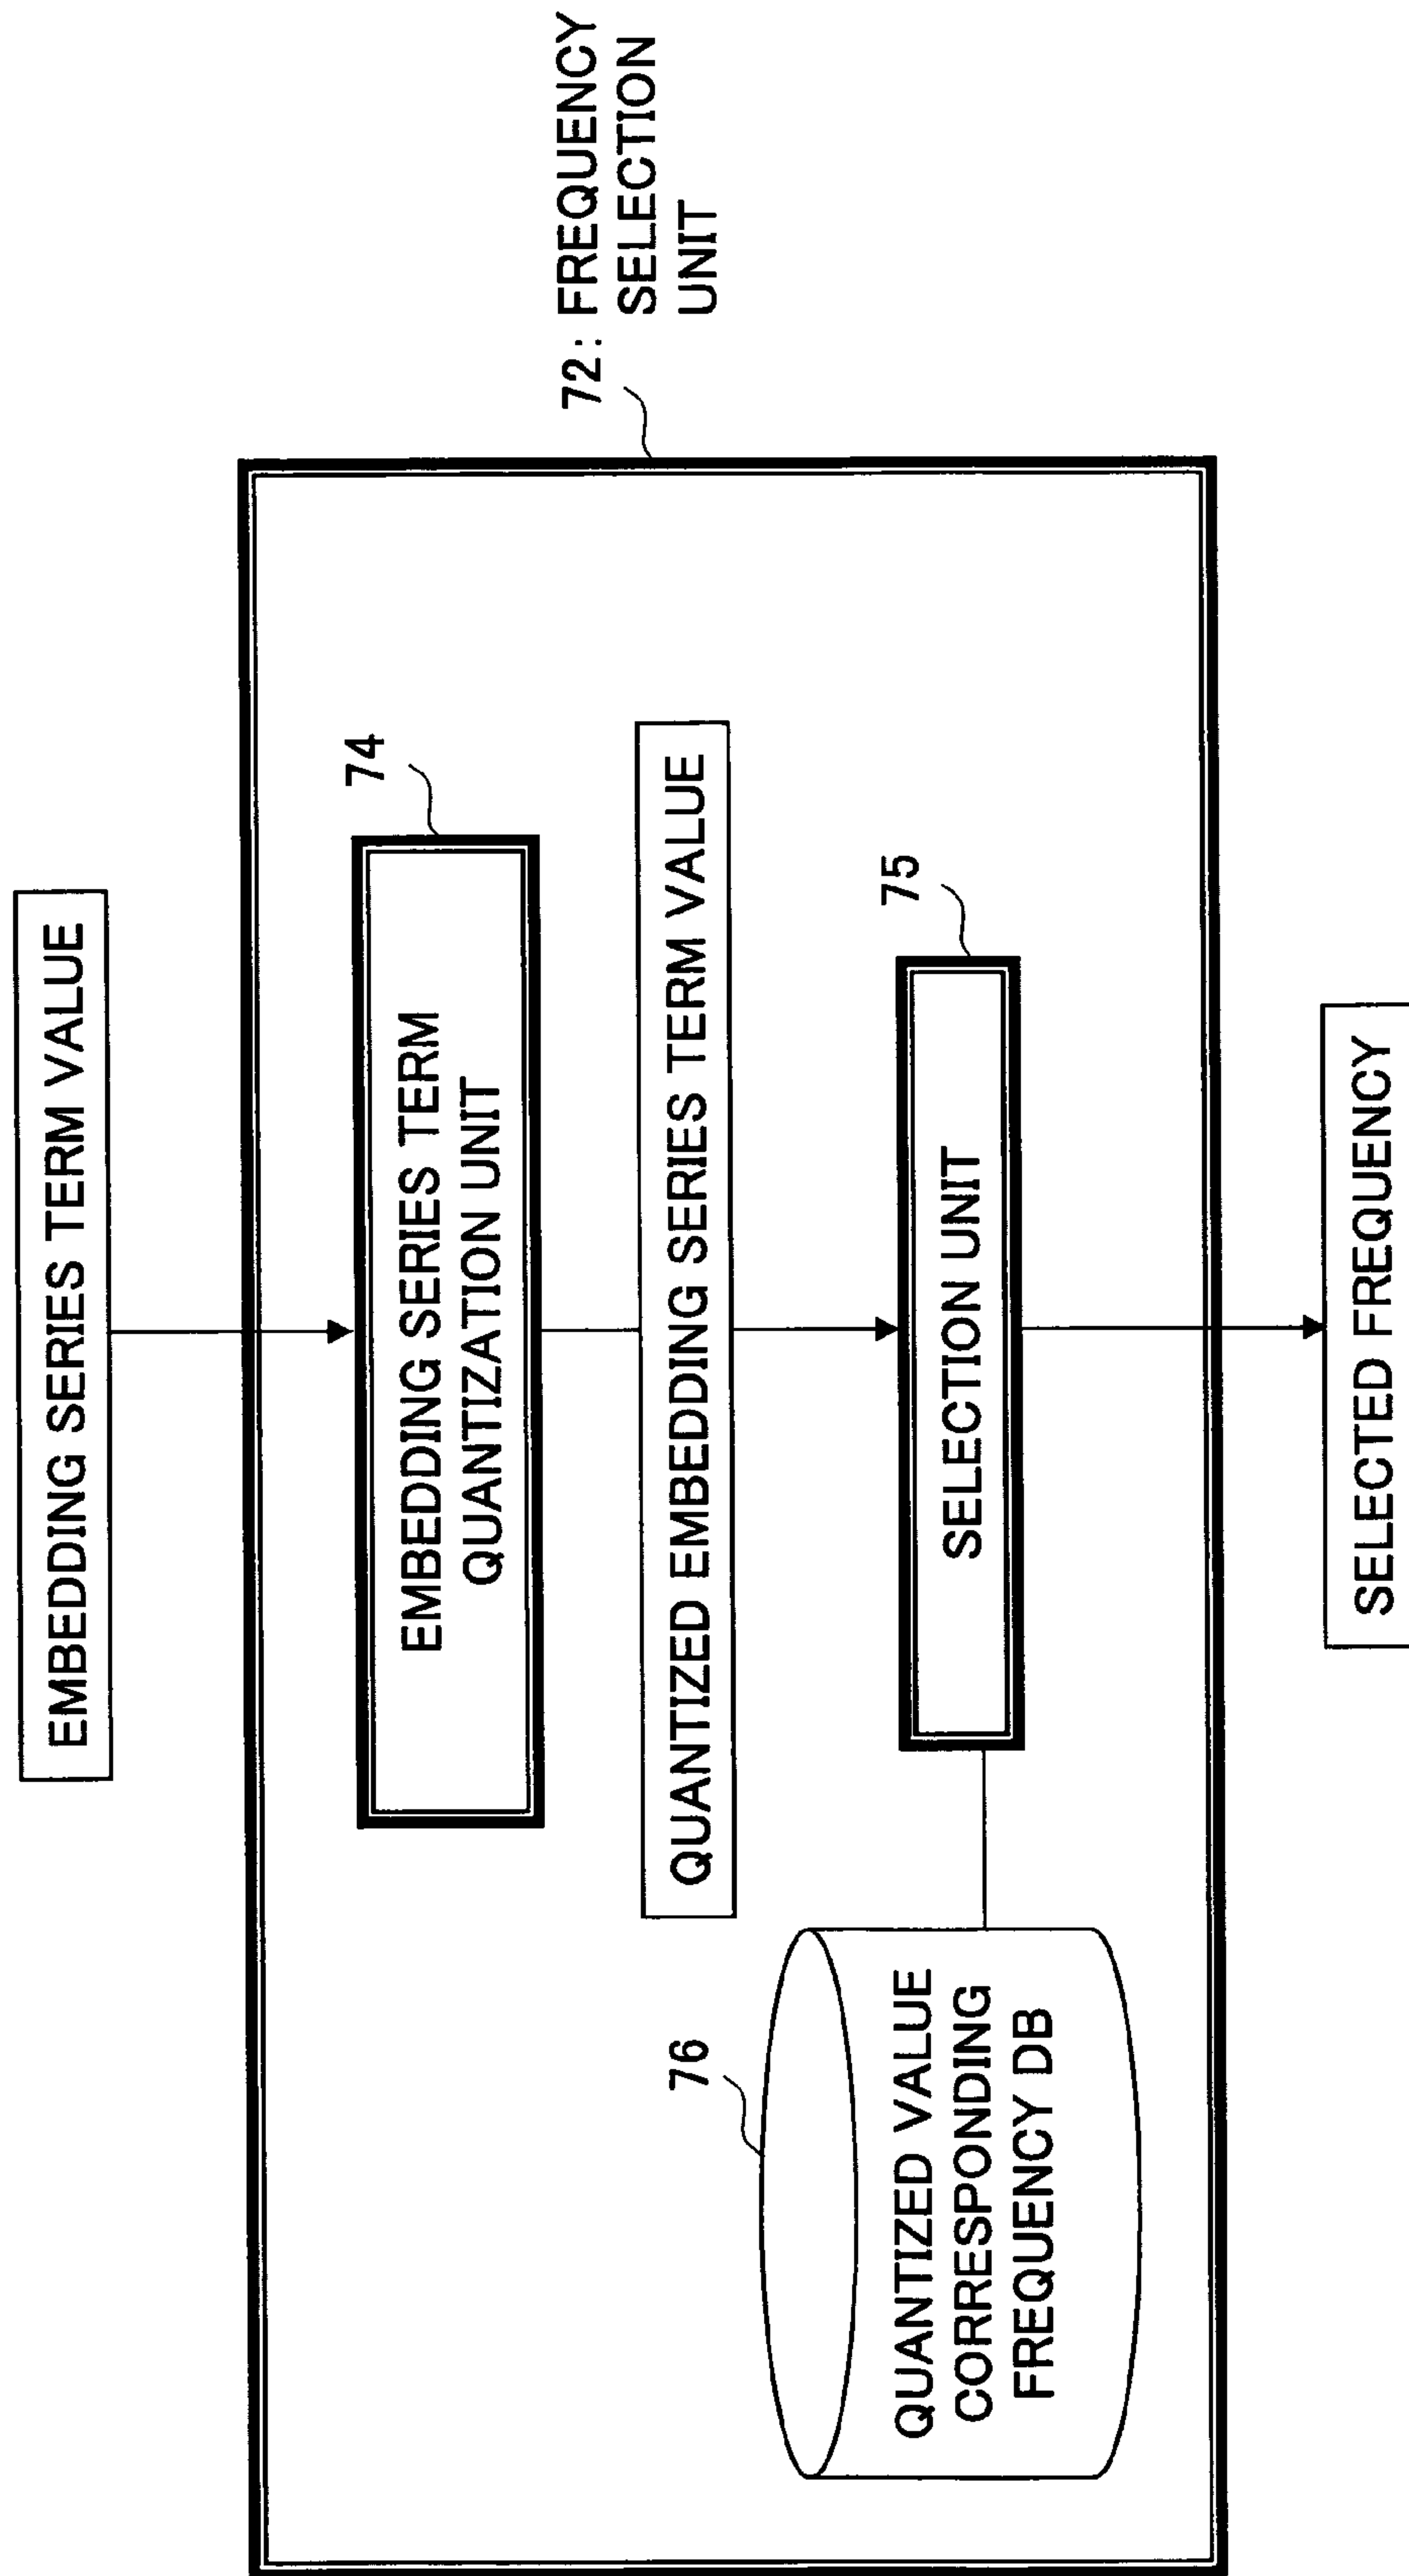 EMBEDDING SERIES TERM VALUE
72: FREQUENCY
SELECTION
UNIT
74
EMBEDDING SERIES TERM
QUANTIZATION UNIT
QUANTIZED EMBEDDING SERIES TERM VALUE
76
QUANTIZED VALUE
CORRESPONDING
FREQUENCY DB
75
SELECTION UNIT
SELECTED FREQUENCY